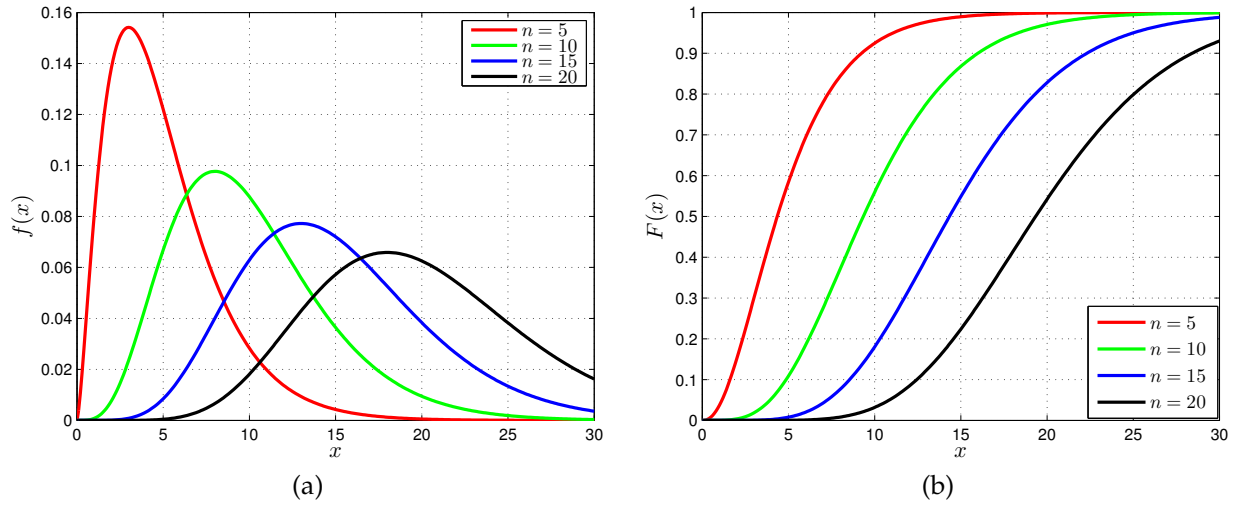 0.16
0.14
0.12
0.1
0.08
0.06
0.04
0.02
0
f(x)
0 5 10 15 20 25 30
x
n = 5
n = 10
n = 15
n = 20
(a)
1
0.9
0.8
0.7
0.6
0.5
0.4
0.3
0.2
0.1
0
F(x)
0 5 10 15 20 25 30
x
n = 5
n = 10
n = 15
n = 20
(b)